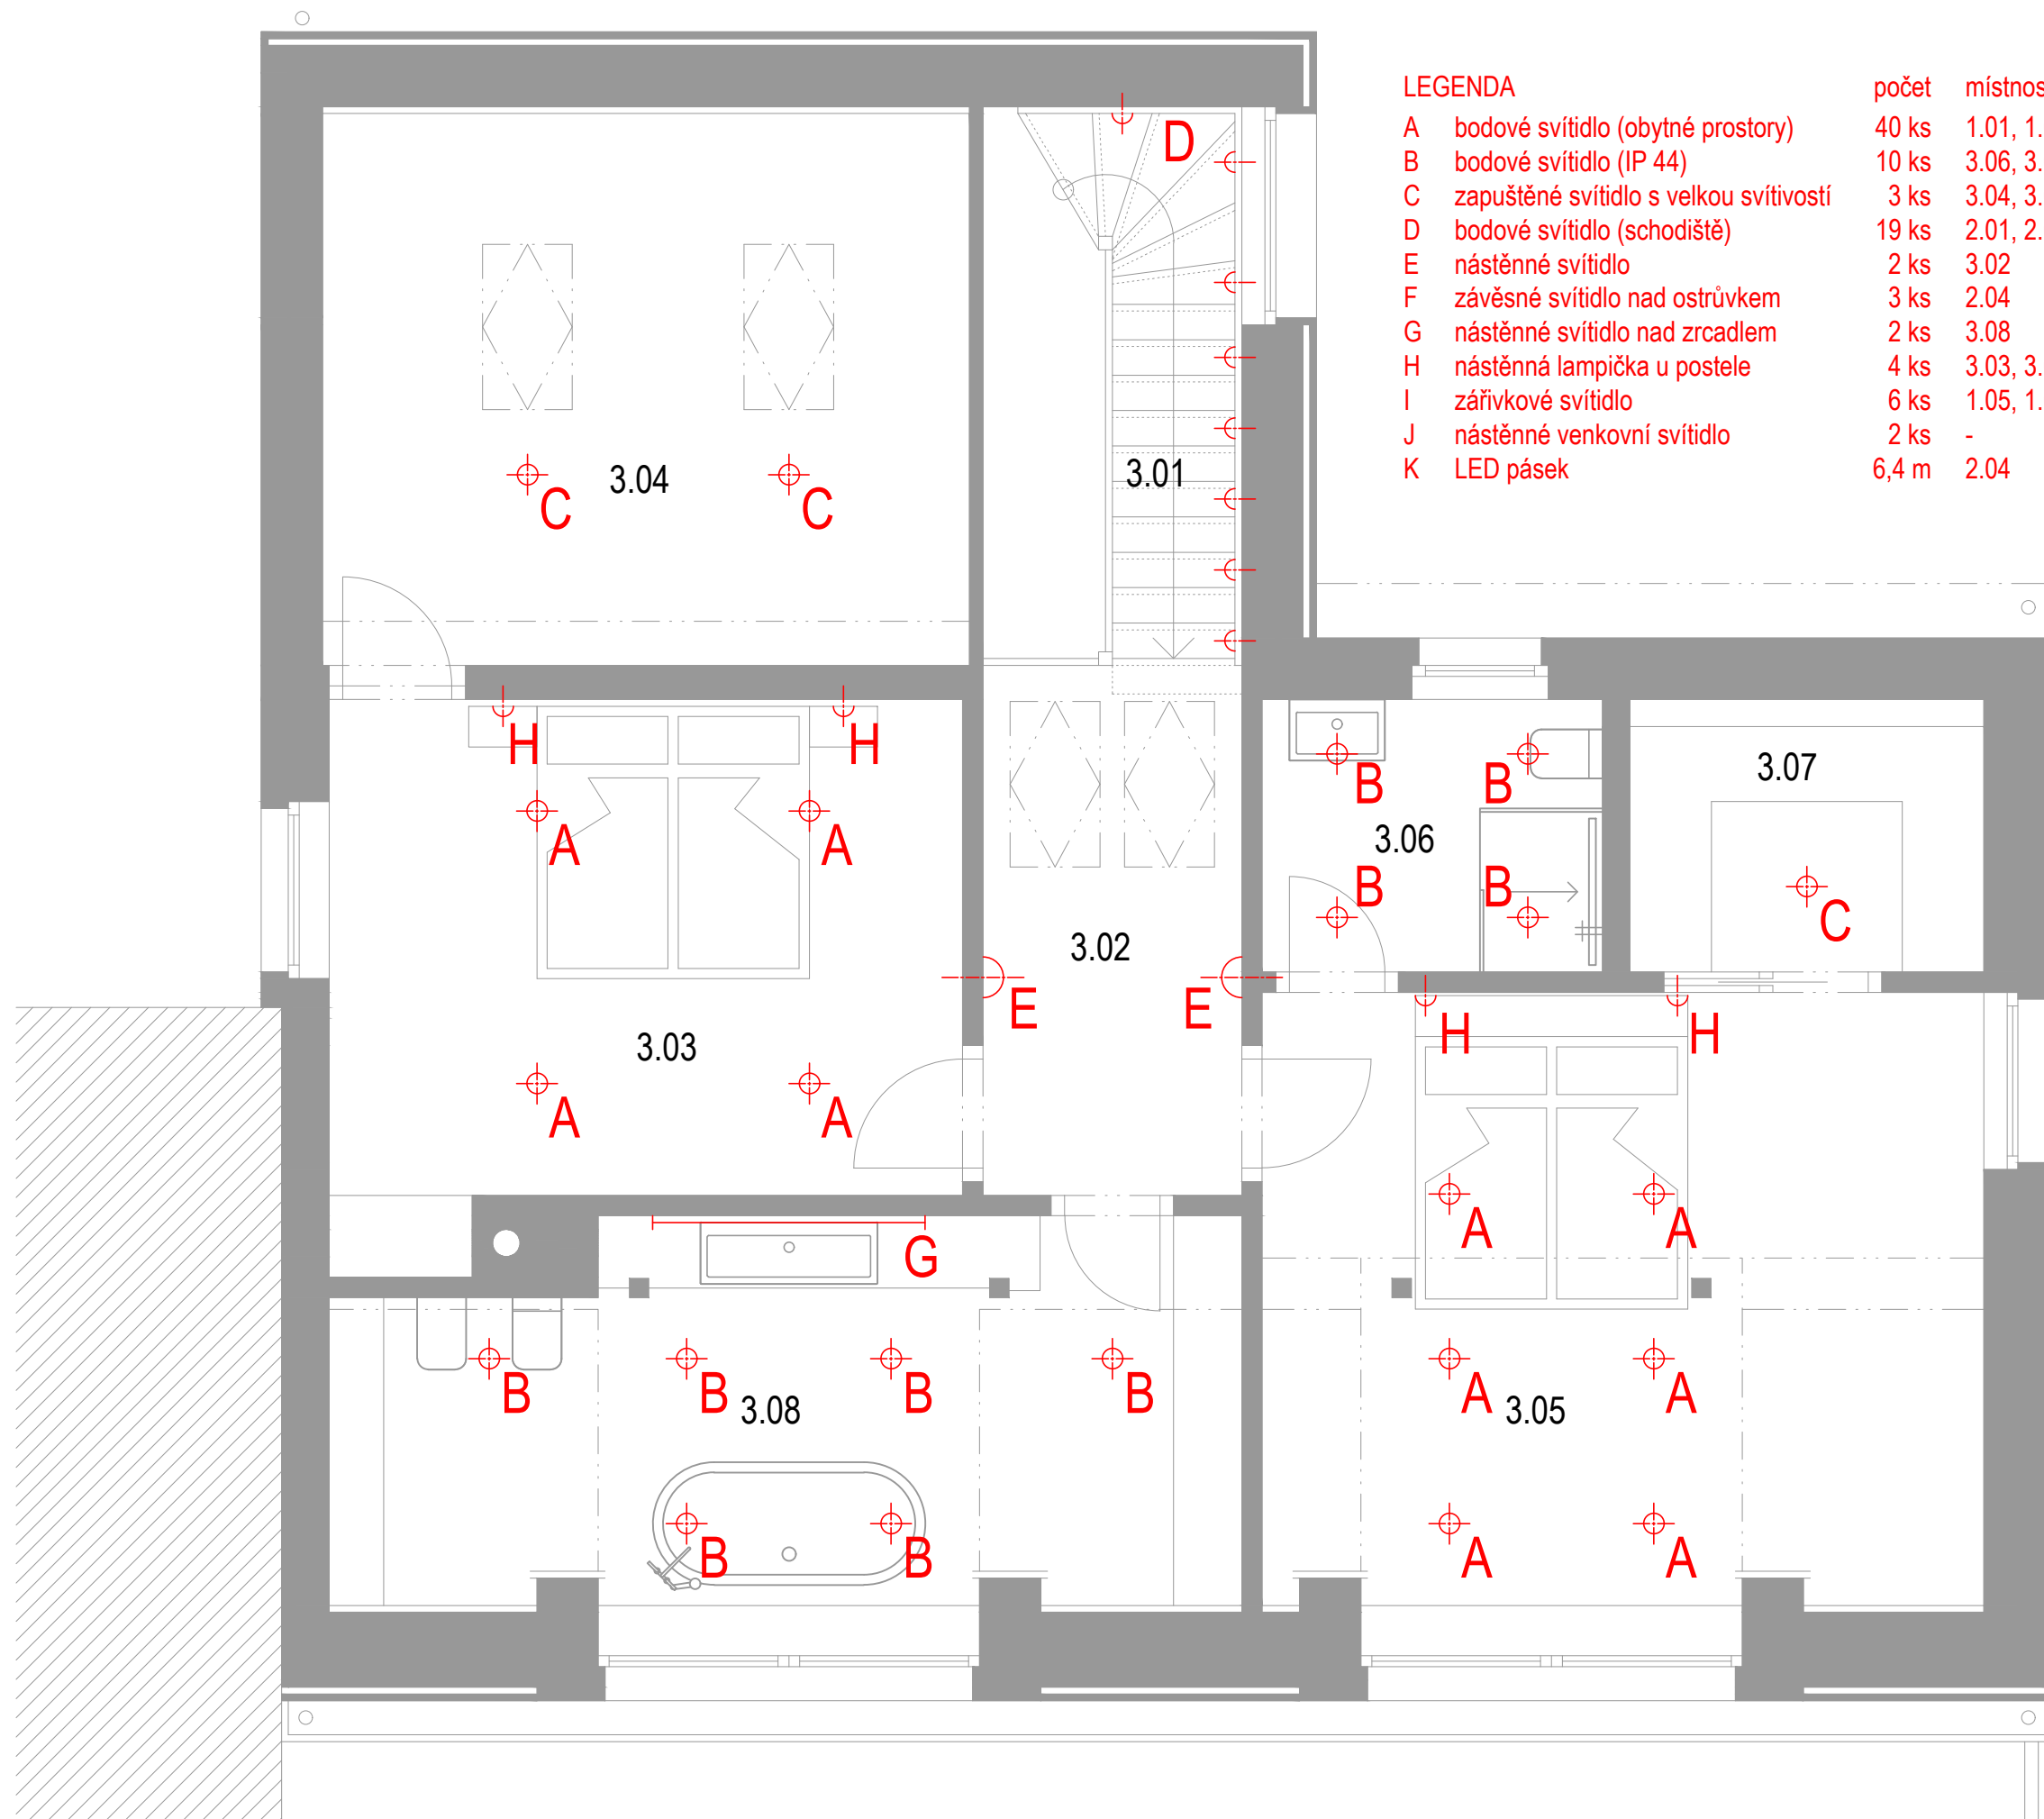 LEGENDA počet místnos
A bodové svítidlo (obytné prostory) 40 ks 1.01, 1.
B bodové svítidlo (IP 44) 10 ks 3.06, 3.
C zapuštěné svítidlo s velkou svítivostí 3 ks 3.04, 3.
D bodové svítidlo (schodiště) 19 ks 2.01, 2.
E nástěnné svítidlo 2 ks 3.02
F závěsné svítidlo nad ostrůvkem 3 ks 2.04
G nástěnné svítidlo nad zrcadlem 2 ks 3.08
H nástěnná lampička u postele 4 ks 3.03, 3.
I zářivkové svítidlo 6 ks 1.05, 1.
J nástěnné venkovní svítidlo 2 ks -
K LED pásek 6,4 m 2.04
D
3.04 3.01
C C
H H
B B 3.07
A A 3.06
B B C
3.02
E E
H H
3.03
A A
A A
G
B B B B A A
3.08 3.05
B B A A